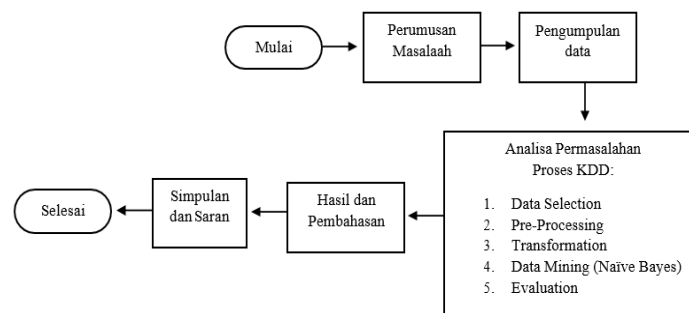 Mulai
Perumusan
Masalaah
Pengumpulan
data
Analisa Permasalahan
Proses KDD:
1. Data Selection
2. Pre-Processing
3. Transformation
4. Data Mining (Naïve Bayes)
5. Evaluation
Hasil dan
Pembahasan
Simpulan
dan Saran
Selesai